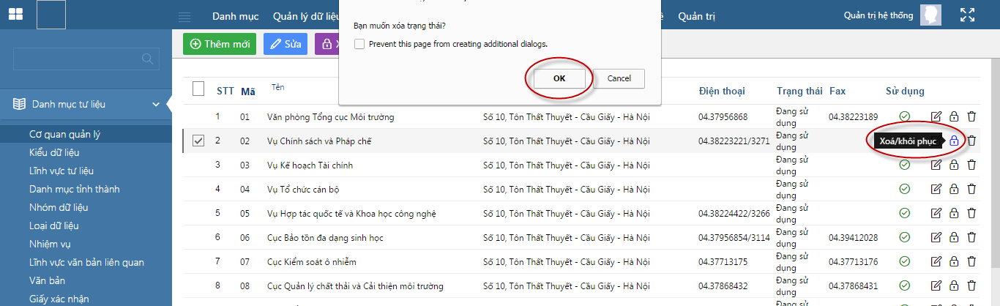 Danh mục
Quản lý dữ liệu
Quản trị
Quản trị hệ thống
Bạn muốn xóa trạng thái?
Prevent this page from creating additional dialogs.
OK
Cancel
Thêm mới
Sửa
Danh mục tư liệu
Cơ quan quản lý
Kiểu dữ liệu
Lĩnh vực tư liệu
Danh mục tỉnh thành
Nhóm dữ liệu
Loại dữ liệu
Nhiệm vụ
Lĩnh vực văn bản liên quan
Văn bản
Giấy xác nhận
STT Mã Tên Điện thoại Trạng thái Fax Sử dụng
1 01 Văn phòng Tổng cục Môi trường Số 10, Tôn Thất Thuyết - Cầu Giấy - Hà Nội 04.37956868 Đang sử dụng 04.38223189
2 02 Vụ Chính sách và Pháp chế Số 10, Tôn Thất Thuyết - Cầu Giấy - Hà Nội 04.38223221/3271 Đang sử dụng
Xoá/khôi phục
3 03 Vụ Kế hoạch Tài chính Số 10, Tôn Thất Thuyết - Cầu Giấy - Hà Nội Đang sử dụng
4 04 Vụ Tổ chức cán bộ Số 10, Tôn Thất Thuyết - Cầu Giấy - Hà Nội Đang sử dụng
5 05 Vụ Hợp tác quốc tế và Khoa học công nghệ Số 10, Tôn Thất Thuyết - Cầu Giấy - Hà Nội 04.38224422/3266 Đang sử dụng
6 06 Cục Bảo tồn đa dạng sinh học Số 10, Tôn Thất Thuyết - Cầu Giấy - Hà Nội 04.37956854/3114 Đang sử dụng 04.39412028
7 07 Cục Kiểm soát ô nhiễm Số 10, Tôn Thất Thuyết - Cầu Giấy - Hà Nội 04.37713175 Đang sử dụng 04.37713176
8 08 Cục Quản lý chất thải và Cải thiện môi trường Số 10, Tôn Thất Thuyết - Cầu Giấy - Hà Nội 04.37868432 Đang sử dụng 04.37868431